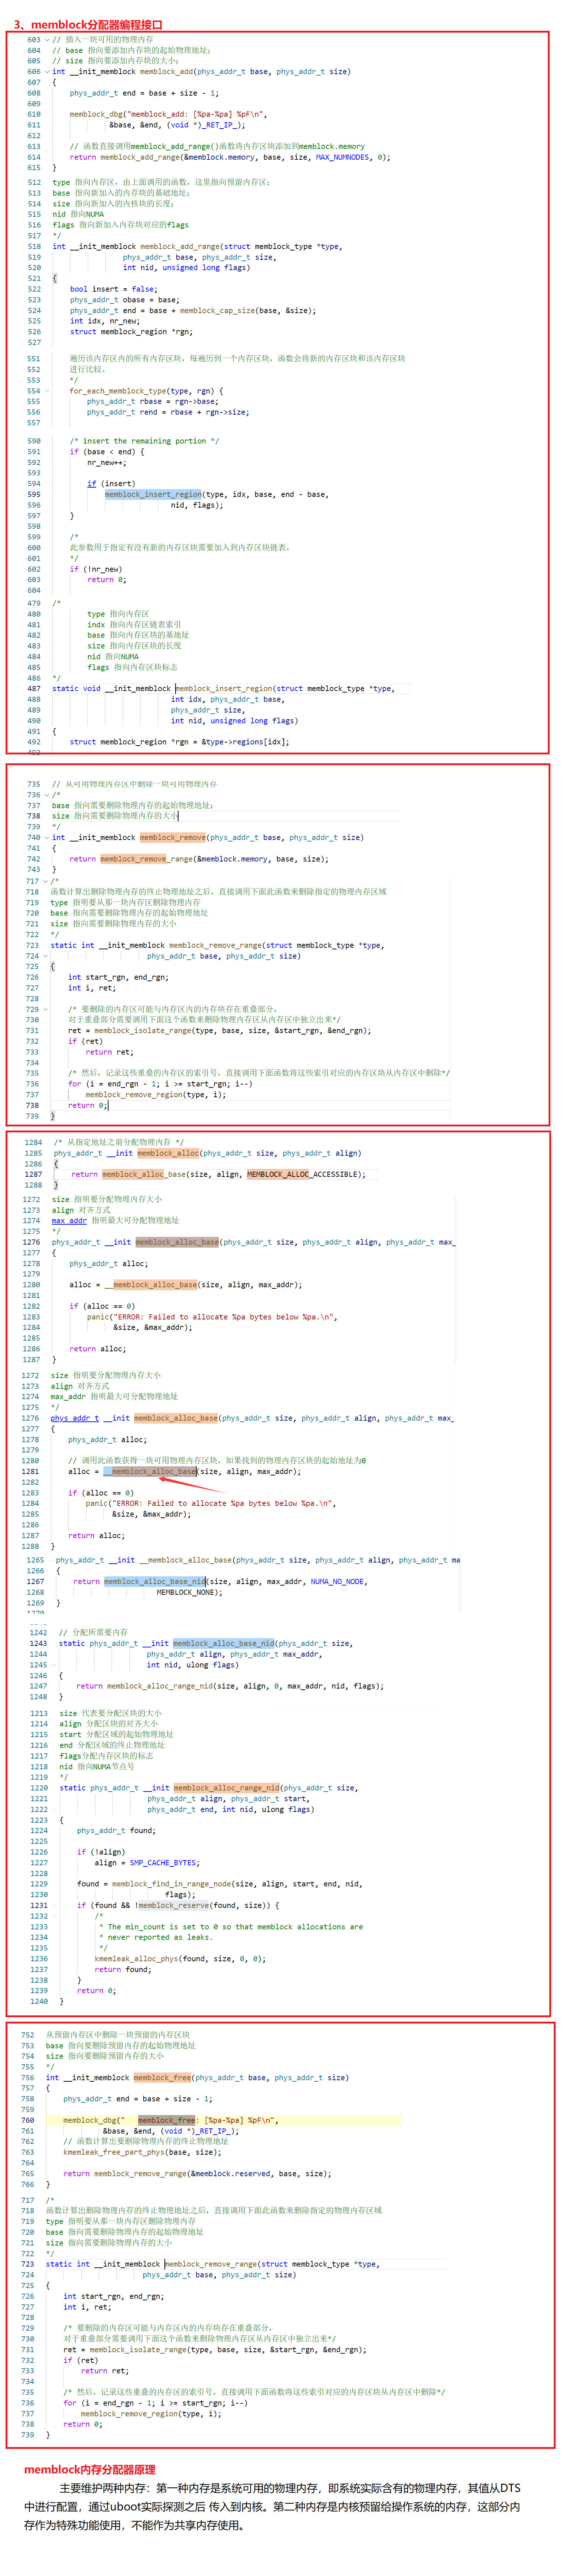 3、memblock分配器编程接口
603 // 插入一块可用的物理内存
604 // base 指向要添加内存块的起始物理地址;
605 // size 指向要添加内存块的大小;
606 int __init_memblock memblock_add(phys_addr_t base, phys_addr_t size)
607 {
608 phys_addr_t end = base + size - 1;
609
610 memblock_dbg("memblock_add: [%pa-%pa] %pF\n",
611 &base, &end, (void *)_RET_IP_);
612
613 // 函数直接调用memblock_add_range()函数将内存区块添加到memblock.memory
614 return memblock_add_range(&memblock.memory, base, size, MAX_NUMNODES, 0);
615 }
512 type 指向内存区, 由上面调用的函数, 这里指向预留内存区;
513 base 指向新加入的内存块的基础地址;
514 size 指向新加入的内核块的长度;
515 nid 指向NUMA
516 flags 指向新加入内存块对应的flags
517 */
518 int __init_memblock memblock_add_range(struct memblock_type *type,
519 phys_addr_t base, phys_addr_t size,
520 int nid, unsigned long flags)
521 {
522 bool insert = false;
523 phys_addr_t obase = base;
524 phys_addr_t end = base + memblock_cap_size(base, &size);
525 int idx, nr_new;
526 struct memblock_region *rgn;
527
551 遍历该内存区内的所有内存区块, 每遍历到一个内存区块, 函数会将新的内存区块和该内存区块
552 进行比较。
553 */
554 for_each_memblock_type(type, rgn) {
555 phys_addr_t rbase = rgn->base;
556 phys_addr_t rend = rbase + rgn->size;
557
590 /* insert the remaining portion */
591 if (base < end) {
592 nr_new++;
593
594 if (insert)
595 memblock_insert_region(type, idx, base, end - base,
596 nid, flags);
597 }
598
599 /*
600 此参数用于指定有没有新的内存区块需要加入到内存区块链表。
601 */
602 if (!nr_new)
603 return 0;
604
479 /*
480 type 指向内存区
481 indx 指向内存区链表索引
482 base 指向内存区块的基地址
483 size 指向内存区块的长度
484 nid 指向NUMA
485 flags 指向内存区块标志
486 */
487 static void __init_memblock memblock_insert_region(struct memblock_type *type,
488 int idx, phys_addr_t base,
489 phys_addr_t size,
490 int nid, unsigned long flags)
491 {
492 struct memblock_region *rgn = &type->regions[idx];
735 // 从可用物理内存区中删除一块可用物理内存
736 /*
737 base 指向需要删除物理内存的起始物理地址;
738 size 指向需要删除物理内存的大小
739 */
740 int __init_memblock memblock_remove(phys_addr_t base, phys_addr_t size)
741 {
742 return memblock_remove_range(&memblock.memory, base, size);
743 }
717 /*
718 函数计算出删除物理内存的终止物理地址之后, 直接调用下面此函数来删除指定的物理内存区域
719 type 指明要从那一块内存区删除物理内存
720 base 指向需要删除物理内存的起始物理地址
721 size 指向需要删除物理内存的大小
722 */
723 static int __init_memblock memblock_remove_range(struct memblock_type *type,
724 phys_addr_t base, phys_addr_t size)
725 {
726 int start_rgn, end_rgn;
727 int i, ret;
728
729 /* 要删除的内存区可能与内存区内的内存块存在重叠部分,
730 对于重叠部分需要调用下面这个函数来删除物理内存区从内存区中独立出来*/
731 ret = memblock_isolate_range(type, base, size, &start_rgn, &end_rgn);
732 if (ret)
733 return ret;
734
735 /* 然后, 记录这些重叠的内存区的索引号, 直接调用下面函数将这些索引对应的内存区块从内存区中删除*/
736 for (i = end_rgn - 1; i >= start_rgn; i--)
737 memblock_remove_region(type, i);
738 return 0;
739 }
1284 /* 从指定地址之前分配物理内存 */
1285 phys_addr_t __init memblock_alloc(phys_addr_t size, phys_addr_t align)
1286 {
1287 return memblock_alloc_base(size, align, MEMBLOCK_ALLOC_ACCESSIBLE);
1288 }
1272 size 指明要分配物理内存大小
1273 align 对齐方式
1274 max_addr 指明最大可分配物理地址
1275 */
1276 phys_addr_t __init memblock_alloc_base(phys_addr_t size, phys_addr_t align, phys_addr_t max_
1277 {
1278 phys_addr_t alloc;
1279
1280 alloc = __memblock_alloc_base(size, align, max_addr);
1281
1282 if (alloc == 0)
1283 panic("ERROR: Failed to allocate %pa bytes below %pa.\n",
1284 &size, &max_addr);
1285
1286 return alloc;
1287 }
1272 size 指明要分配物理内存大小
1273 align 对齐方式
1274 max_addr 指明最大可分配物理地址
1275 */
1276 phys_addr_t __init memblock_alloc_base(phys_addr_t size, phys_addr_t align, phys_addr_t max_
1277 {
1278 phys_addr_t alloc;
1279
1280 // 调用此函数获得一块可用物理内存区块, 如果找到的物理内存区块的起始地址为0
1281 alloc = __memblock_alloc_base(size, align, max_addr);
1282
1283 if (alloc == 0)
1284 panic("ERROR: Failed to allocate %pa bytes below %pa.\n",
1285 &size, &max_addr);
1286
1287 return alloc;
1288 }
1265 phys_addr_t __init __memblock_alloc_base(phys_addr_t size, phys_addr_t align, phys_addr_t ma
1266 {
1267 return memblock_alloc_base_nid(size, align, max_addr, NUMA_NO_NODE,
1268 MEMBLOCK_NONE);
1269 }
1242 // 分配所需要内存
1243 static phys_addr_t __init memblock_alloc_base_nid(phys_addr_t size,
1244 phys_addr_t align, phys_addr_t max_addr,
1245 int nid, ulong flags)
1246 {
1247 return memblock_alloc_range_nid(size, align, 0, max_addr, nid, flags);
1248 }
1213 size 代表要分配区块的大小
1214 align 分配区块的对齐大小
1215 start 分配区域的起始物理地址
1216 end 分配区域的终止物理地址
1217 flags分配内存区块的标志
1218 nid 指向NUMA节点号
1219 */
1220 static phys_addr_t __init memblock_alloc_range_nid(phys_addr_t size,
1221 phys_addr_t align, phys_addr_t start,
1222 phys_addr_t end, int nid, ulong flags)
1223 {
1224 phys_addr_t found;
1225
1226 if (!align)
1227 align = SMP_CACHE_BYTES;
1228
1229 found = memblock_find_in_range_node(size, align, start, end, nid,
1230 flags);
1231 if (found && !memblock_reserve(found, size)) {
1232 /*
1233 * The min_count is set to 0 so that memblock allocations are
1234 * never reported as leaks.
1235 */
1236 kmemleak_alloc_phys(found, size, 0, 0);
1237 return found;
1238 }
1239 return 0;
1240 }
752 从预留内存区中删除一块预留的内存区块
753 base 指向要删除预留内存的起始物理地址
754 size 指向要删除预留内存的大小
755 */
756 int __init_memblock memblock_free(phys_addr_t base, phys_addr_t size)
757 {
758 phys_addr_t end = base + size - 1;
759
760 memblock_dbg(" memblock_free: [%pa-%pa] %pF\n",
761 &base, &end, (void *)_RET_IP_);
762 // 函数计算出要删除物理内存的终止物理地址
763 kmemleak_free_part_phys(base, size);
764
765 return memblock_remove_range(&memblock.reserved, base, size);
766 }
717 /*
718 函数计算出删除物理内存的终止物理地址之后, 直接调用下面此函数来删除指定的物理内存区域
719 type 指明要从那一块内存区删除物理内存
720 base 指向需要删除物理内存的起始物理地址
721 size 指向需要删除物理内存的大小
722 */
723 static int __init_memblock memblock_remove_range(struct memblock_type *type,
724 phys_addr_t base, phys_addr_t size)
725 {
726 int start_rgn, end_rgn;
727 int i, ret;
728
729 /* 要删除的内存区可能与内存区内的内存块存在重叠部分,
730 对于重叠部分需要调用下面这个函数来删除物理内存区从内存区中独立出来*/
731 ret = memblock_isolate_range(type, base, size, &start_rgn, &end_rgn);
732 if (ret)
733 return ret;
734
735 /* 然后, 记录这些重叠的内存区的索引号, 直接调用下面函数将这些索引对应的内存区块从内存区中删除*/
736 for (i = end_rgn - 1; i >= start_rgn; i--)
737 memblock_remove_region(type, i);
738 return 0;
739 }
memblock内存分配器原理
主要维护两种内存：第一种内存是系统可用的物理内存，即系统实际含有的物理内存，其值从DTS
中进行配置，通过uboot实际探测之后 传入到内核。第二种内存是内核预留给操作系统的内存，这部分内
存作为特殊功能使用，不能作为共享内存使用。